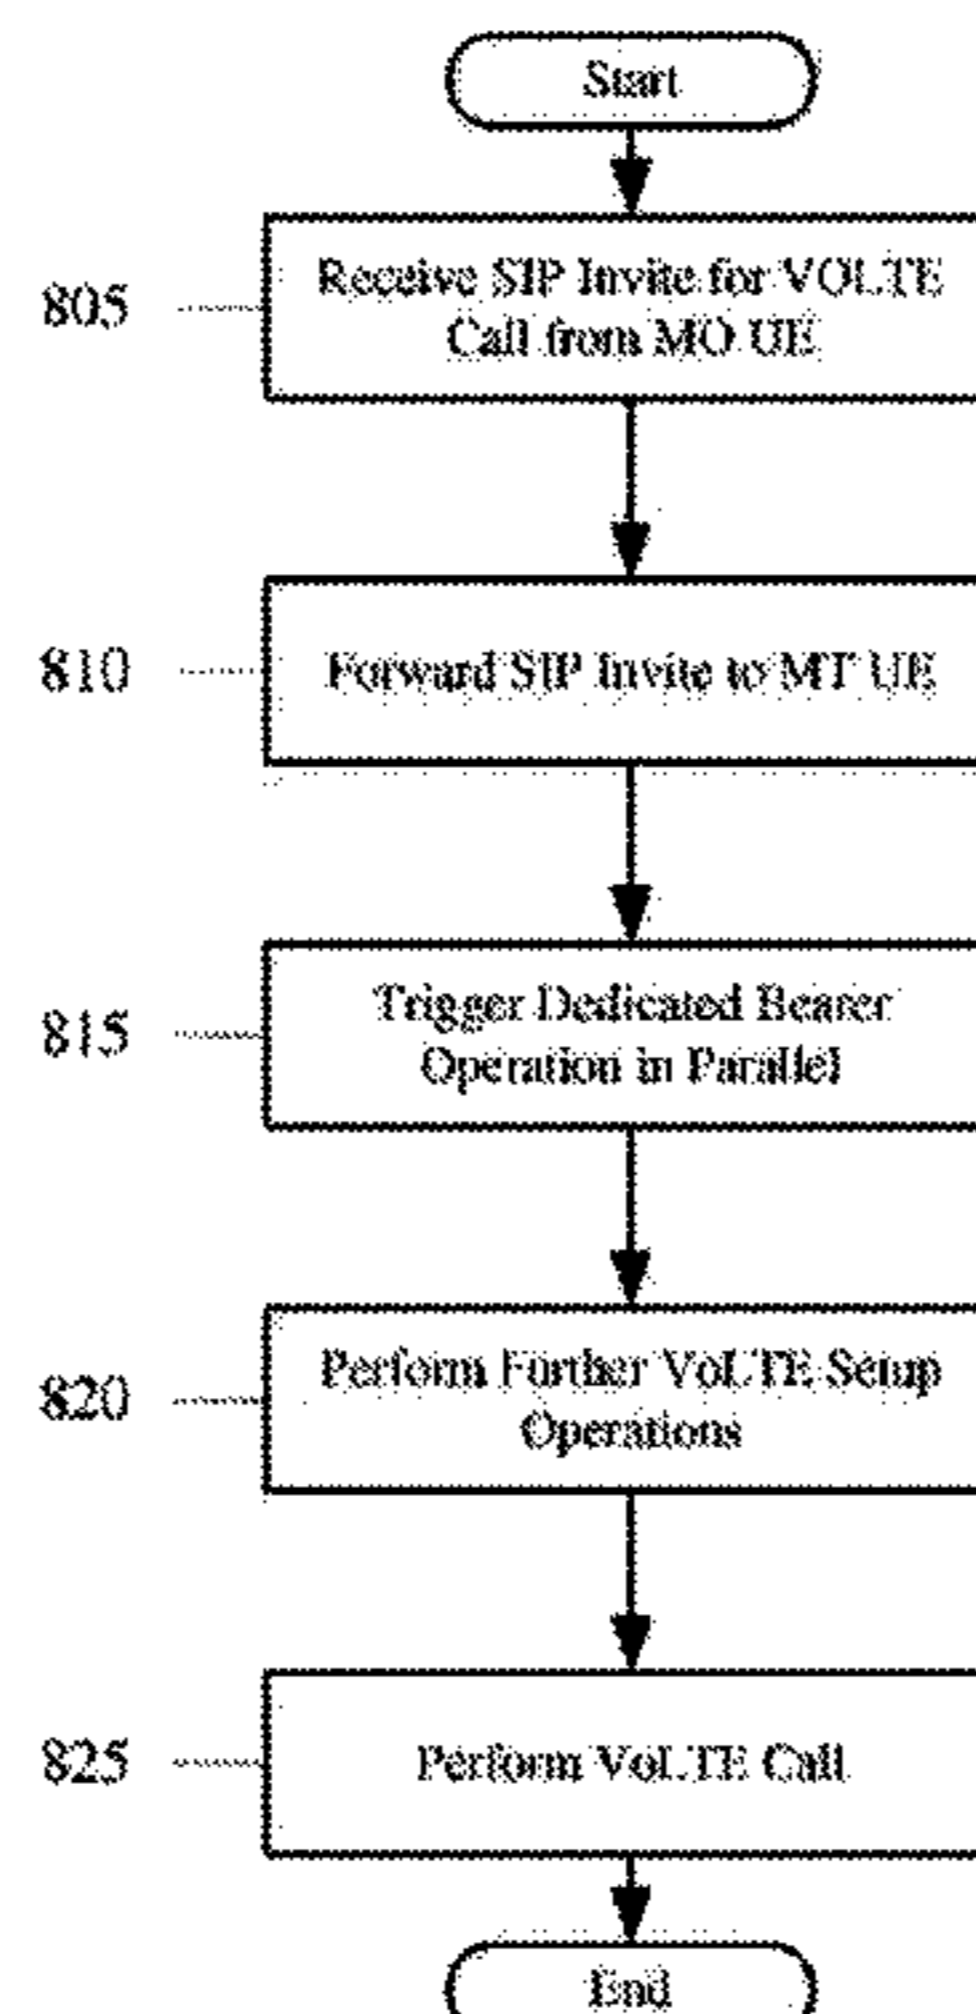 Start
805
Receive SIP Invite for VOLTE
Call from MO UE
810
Forward SIP Invite to MT UE
815
Trigger Dedicated Bearer
Operation in Parallel
820
Perform Further VoLTE Setup
Operations
825
Perform VoLTE Call
End